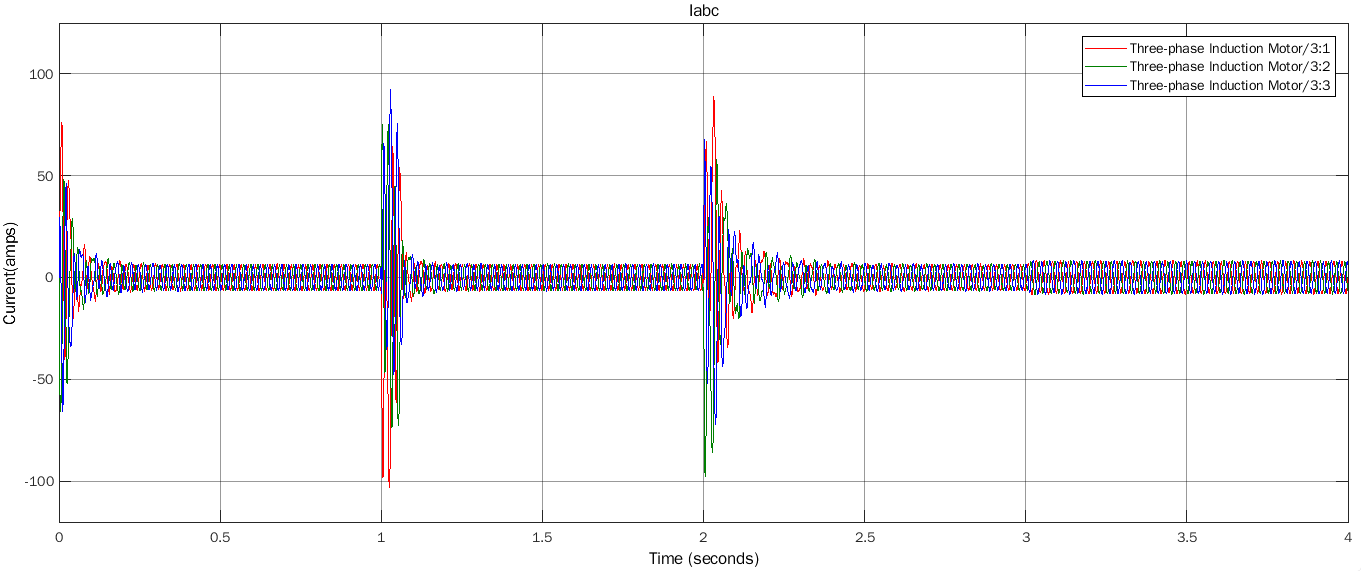 Iabc
Three-phase Induction Motor/3:1
Three-phase Induction Motor/3:2
Three-phase Induction Motor/3:3
100
50
0
-50
-100
Current(amps)
0 0.5 1 1.5 2 2.5 3 3.5 4
Time (seconds)